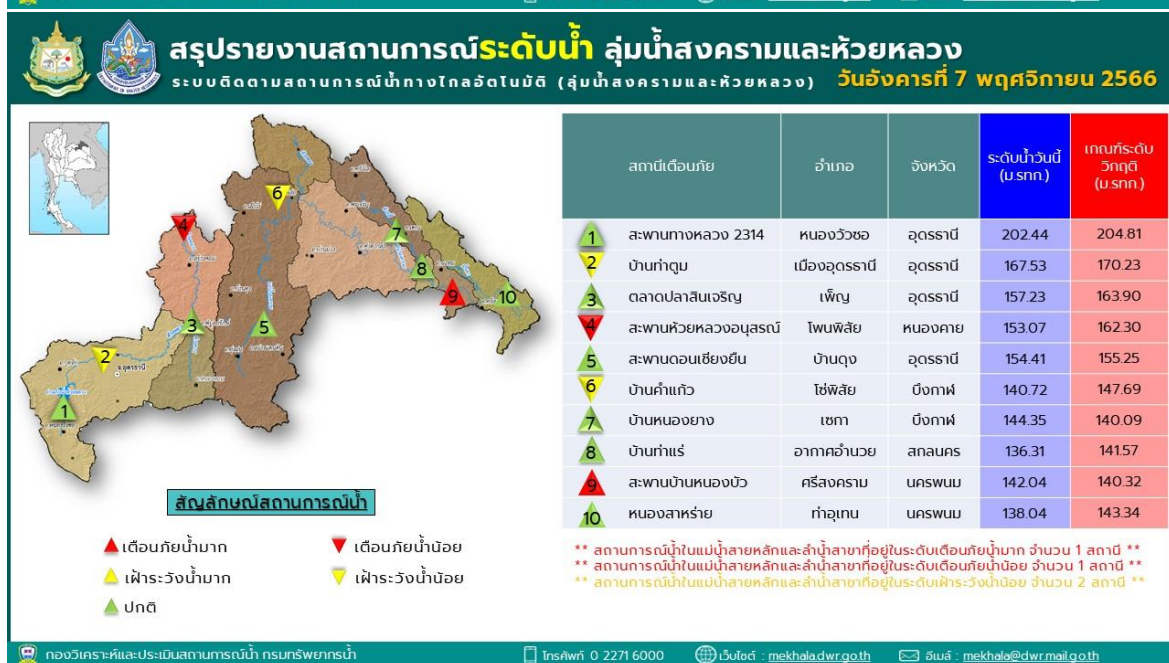 mekhala.dwr.go.th
สรุปรายงานสถานการณ์ระดับน้ำ ลุ่มน้ำสงครามและห้วยหลวง
ระบบติดตามสถานการณ์น้ำทางไกลอัตโนมัติ (ลุ่มน้ำสงครามและห้วยหลวง) วันอังคารที่ 7 พฤศจิกายน 2566
สถานีเตือนภัย อำเภอ จังหวัด ระดับน้ำวันนี้ (ม.รทก.) เกณฑ์ระดับวิกฤติ (ม.รทก.)
1 สะพานทางหลวง 2314 หนองวัวซอ อุดรธานี 202.44 204.81
2 บ้านท่าตูม เมืองอุดรธานี อุดรธานี 167.53 170.23
3 ตลาดปลาสินเจริญ เพ็ญ อุดรธานี 157.23 163.90
4 สะพานห้วยหลวงอนุสรณ์ โพนพิสัย หนองคาย 153.07 162.30
5 สะพานดอนเชียงยืน บ้านดุง อุดรธานี 154.41 155.25
6 บ้านคำแก้ว โซ่พิสัย บึงกาฬ 140.72 147.69
7 บ้านหนองยาง เซกา บึงกาฬ 144.35 140.09
8 บ้านท่าแร่ อากาศอำนวย สกลนคร 136.31 141.57
9 สะพานบ้านหนองบัว ศรีสงคราม นครพนม 142.04 140.32
10 หนองสาหร่าย ท่าอุเทน นครพนม 138.04 143.34
6
4
7
8
9
10
3
5
2
จ.อุดรธานี
1
สัญลักษณ์สถานการณ์น้ำ
เตือนภัยน้ำมาก เตือนภัยน้ำน้อย
เฝ้าระวังน้ำมาก เฝ้าระวังน้ำน้อย
ปกติ
** สถานการณ์น้ำในแม่น้ำสายหลักและลำน้ำสาขาที่อยู่ในระดับเตือนภัยน้ำมาก จำนวน 1 สถานี **
** สถานการณ์น้ำในแม่น้ำสายหลักและลำน้ำสาขาที่อยู่ในระดับเตือนภัยน้ำน้อย จำนวน 1 สถานี **
** สถานการณ์น้ำในแม่น้ำสายหลักและลำน้ำสาขาที่อยู่ในระดับเฝ้าระวังน้ำน้อย จำนวน 2 สถานี **
กองวิเคราะห์และประเมินสถานการณ์น้ำ กรมทรัพยากรน้ำ โทรศัพท์ 0 2271 6000 เว็บไซต์ : mekhala.dwr.go.th อีเมล์ : mekhala@dwr.mail.go.th